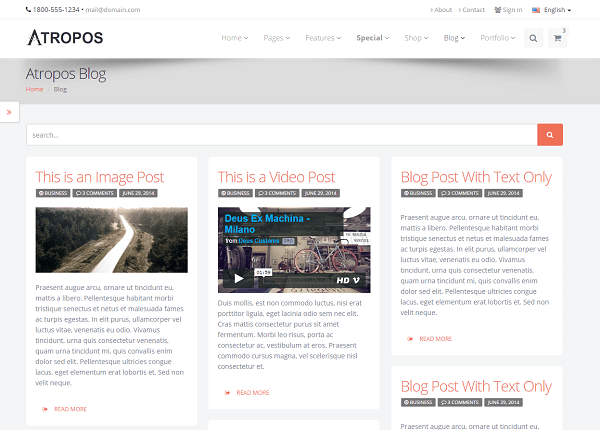 1800-555-1234 • mail@domain.com
About
Contact
Sign In
English
ATROPOS
Home
Pages
Features
Special
Shop
Blog
Portfolio
3
Atropos Blog
Home / Blog
search...
This is an Image Post
BUSINESS
3 COMMENTS
JUNE 29, 2014
Praesent augue arcu, ornare ut tincidunt eu,
mattis a libero. Pellentesque habitant morbi
tristique senectus et netus et malesuada fames
ac turpis egestas. In elit purus, ullamcorper vel
luctus vitae, venenatis eu odio. Vivamus
tincidunt, orci quis consectetur venenatis,
quam urna tincidunt mi, quis convallis enim
dolor sed elit. Pellentesque ultricies congue
lacus, eget elementum erat lobortis et. Sed non
velit neque.
READ MORE
This is a Video Post
BUSINESS
3 COMMENTS
JUNE 29, 2014
Deus Ex Machina -
Milano
from Deus Customs
01:59
HD V
Duis mollis, est non commodo luctus, nisi erat
porttitor ligula, eget lacinia odio sem nec elit.
Cras mattis consectetur purus sit amet
fermentum. Morbi leo risus, porta ac
consectetur ac, vestibulum at eros. Praesent
commodo cursus magna, vel scelerisque nisl
consectetur et.
READ MORE
Blog Post With Text Only
BUSINESS
3 COMMENTS
JUNE 29, 2014
Praesent augue arcu, ornare ut tincidunt eu,
mattis a libero. Pellentesque habitant morbi
tristique senectus et netus et malesuada fames
ac turpis egestas. In elit purus, ullamcorper vel
luctus vitae, venenatis eu odio. Vivamus
tincidunt, urna quis consectetur venenatis,
quam urna tincidunt mi, quis convallis enim
dolor sed elit. Pellentesque ultricies congue
lacus, eget elementum erat lobortis et. Sed non
velit neque.
READ MORE
Blog Post With Text Only
BUSINESS
3 COMMENTS
JUNE 29, 2014